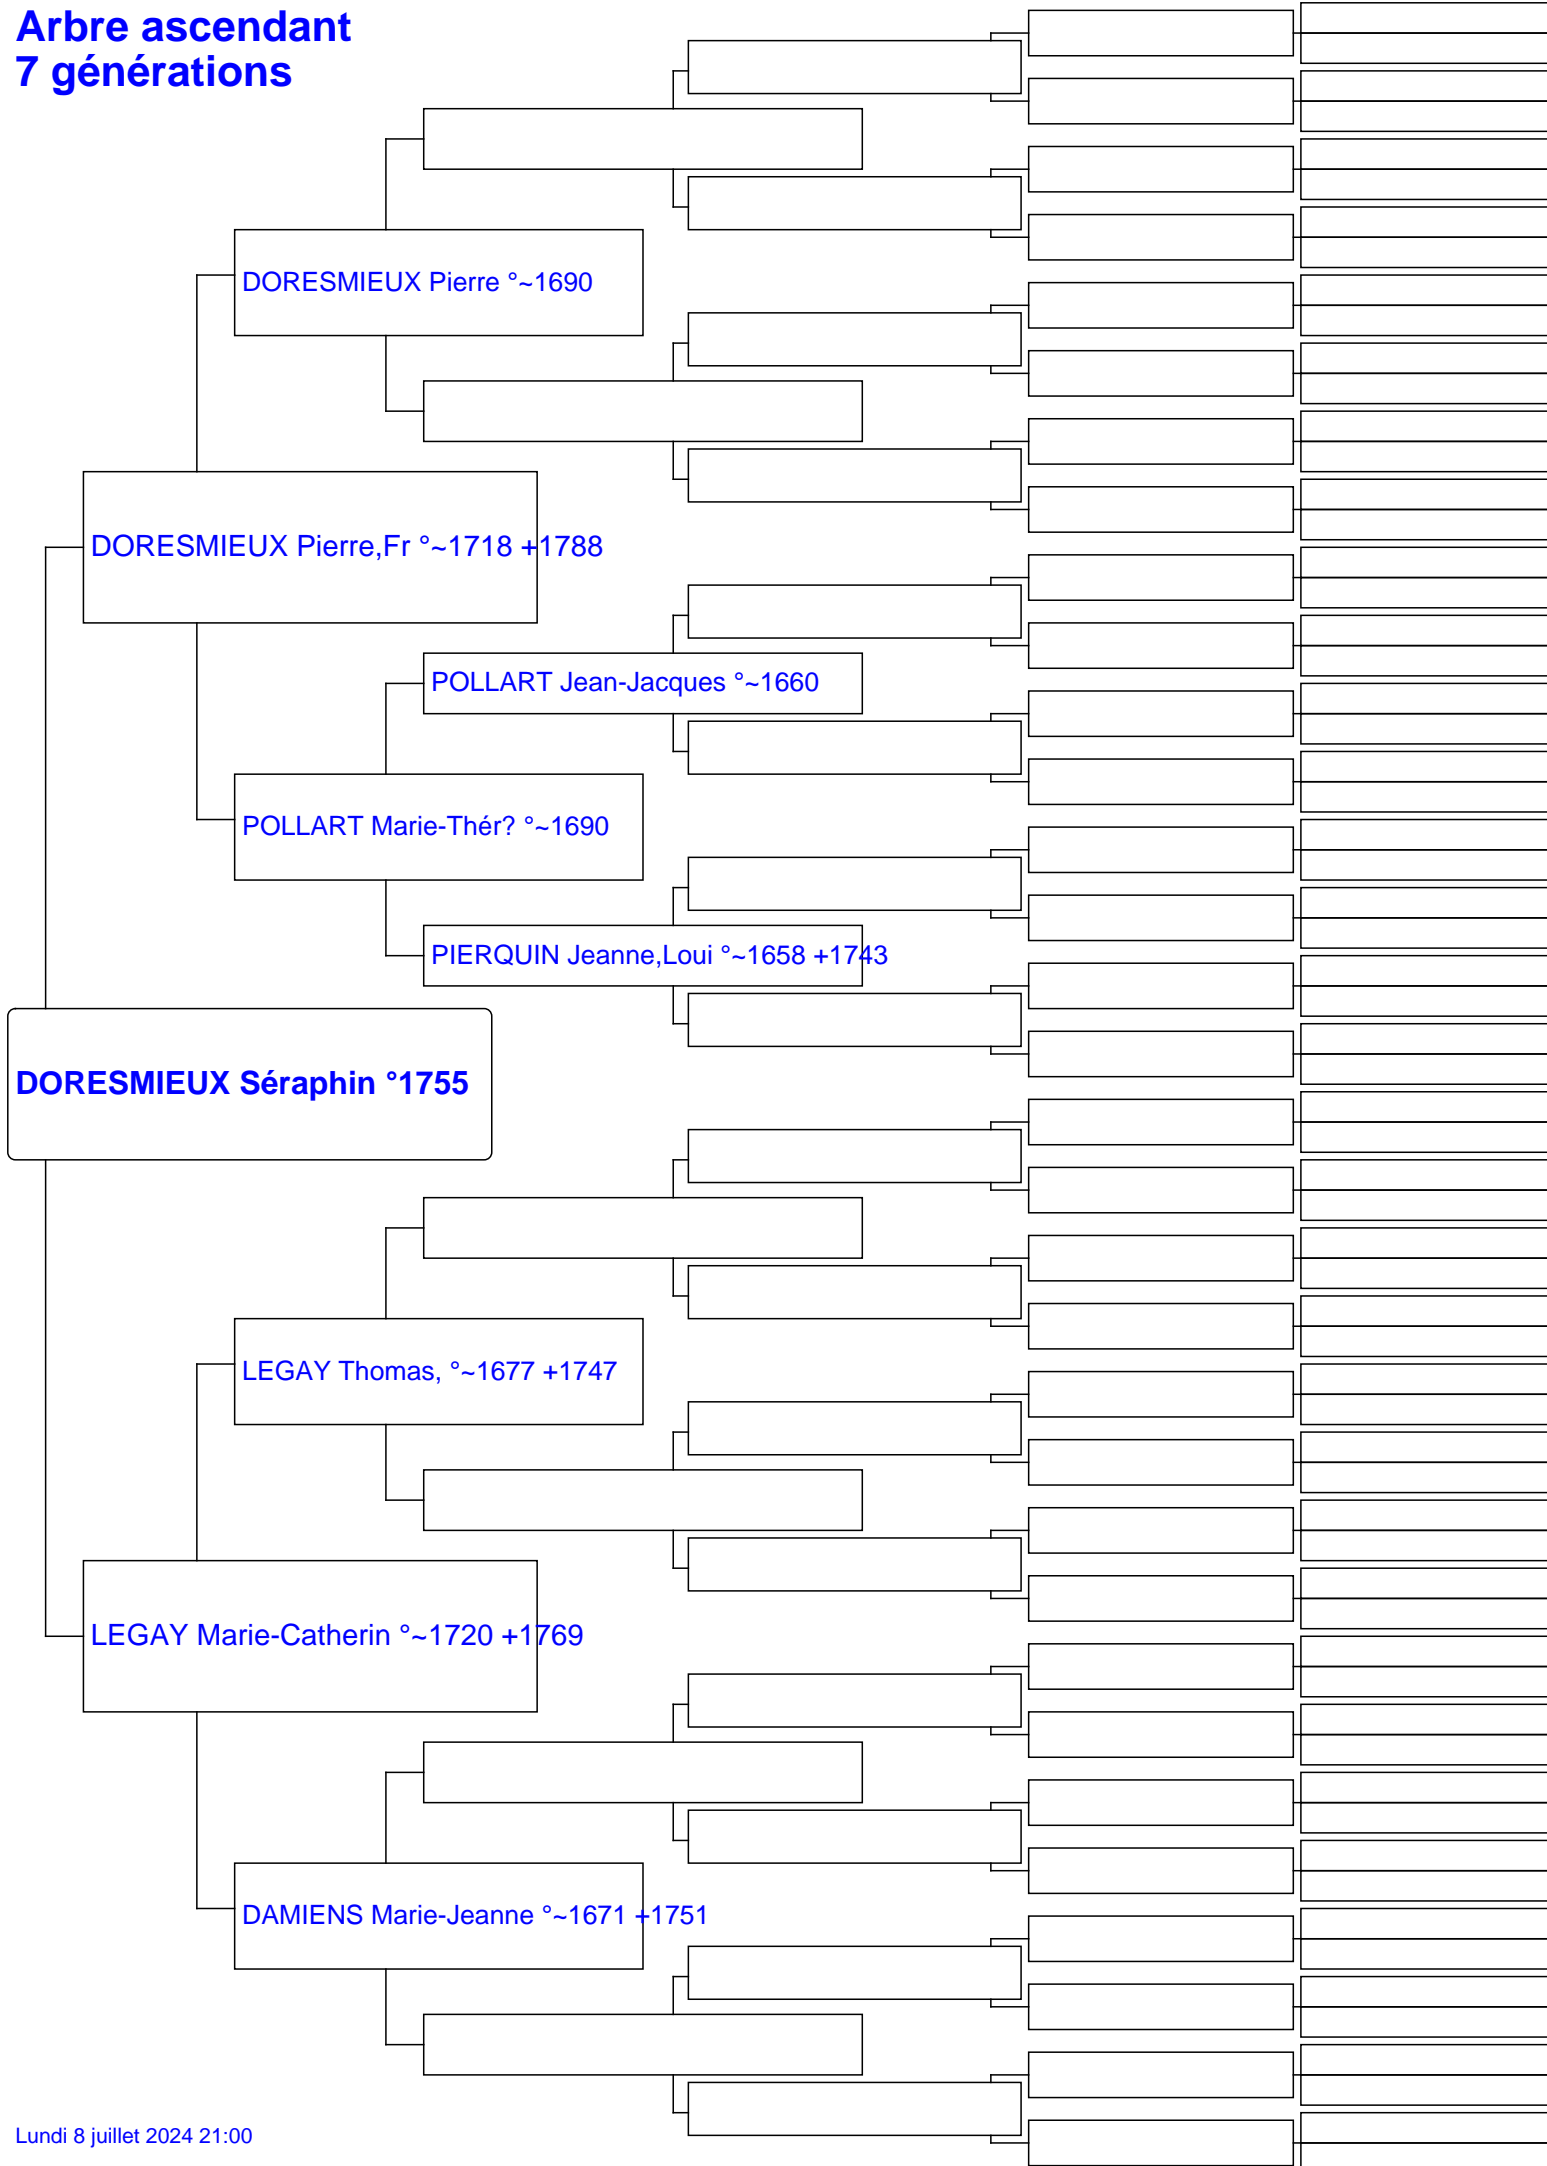 Arbre ascendant
7 générations
DORESMIEUX Pierre °~1690
DORESMIEUX Pierre,Fr °~1718 +1788
POLLART Jean-Jacques °~1660
POLLART Marie-Thér? °~1690
PIERQUIN Jeanne,Loui °~1658 +1743
DORESMIEUX Séraphin °1755
LEGAY Thomas, °~1677 +1747
LEGAY Marie-Catherin °~1720 +1769
DAMIENS Marie-Jeanne °~1671 +1751
Lundi 8 juillet 2024 21:00